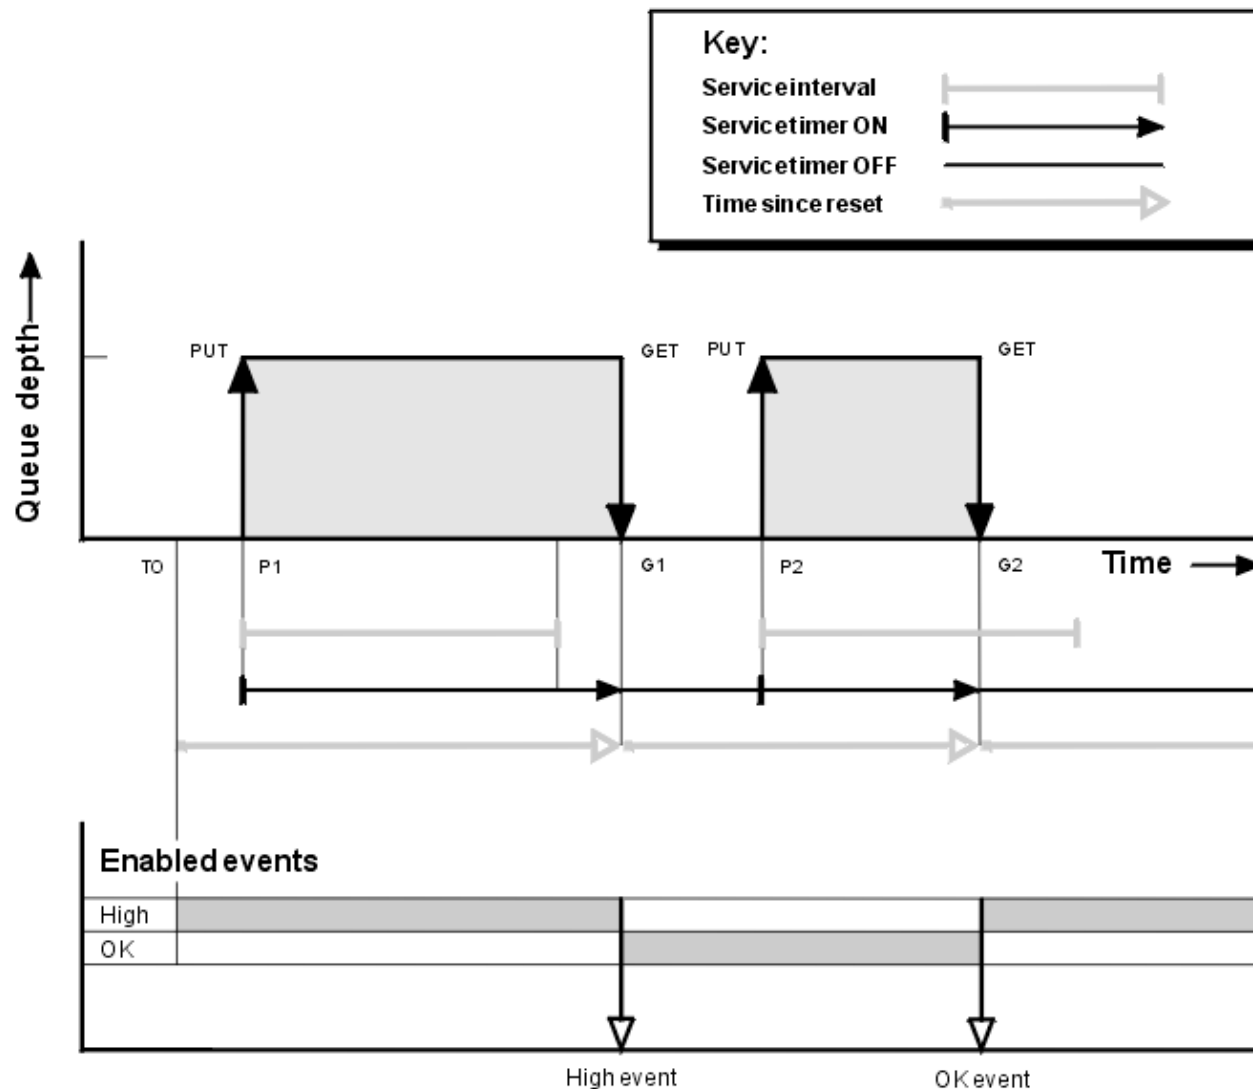 Key:
Service interval
Service timer ON
Service timer OFF
Time since reset
Queue depth
PUT
GET
PUT
GET
T0
P1
G1
P2
G2
Time
Enabled events
High
OK
High event
OK event